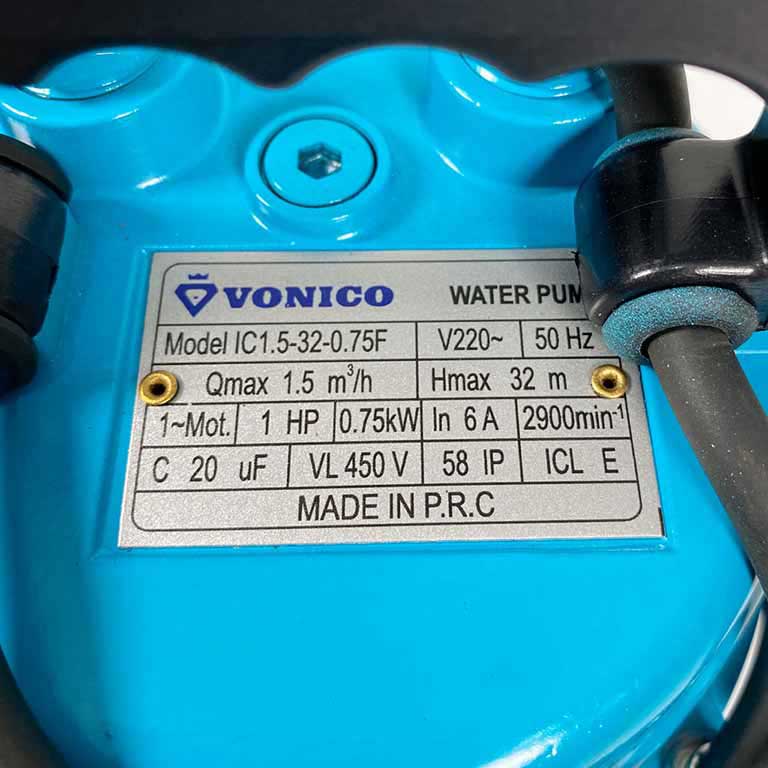 VONICO WATER PUM
Model IC1.5-32-0.75F V220~ 50 Hz
Qmax 1.5 m³/h Hmax 32 m
1~Mot. 1 HP 0.75kW In 6 A 2900min⁻¹
C 20 uF VL 450 V 58 IP ICL E
MADE IN P.R.C